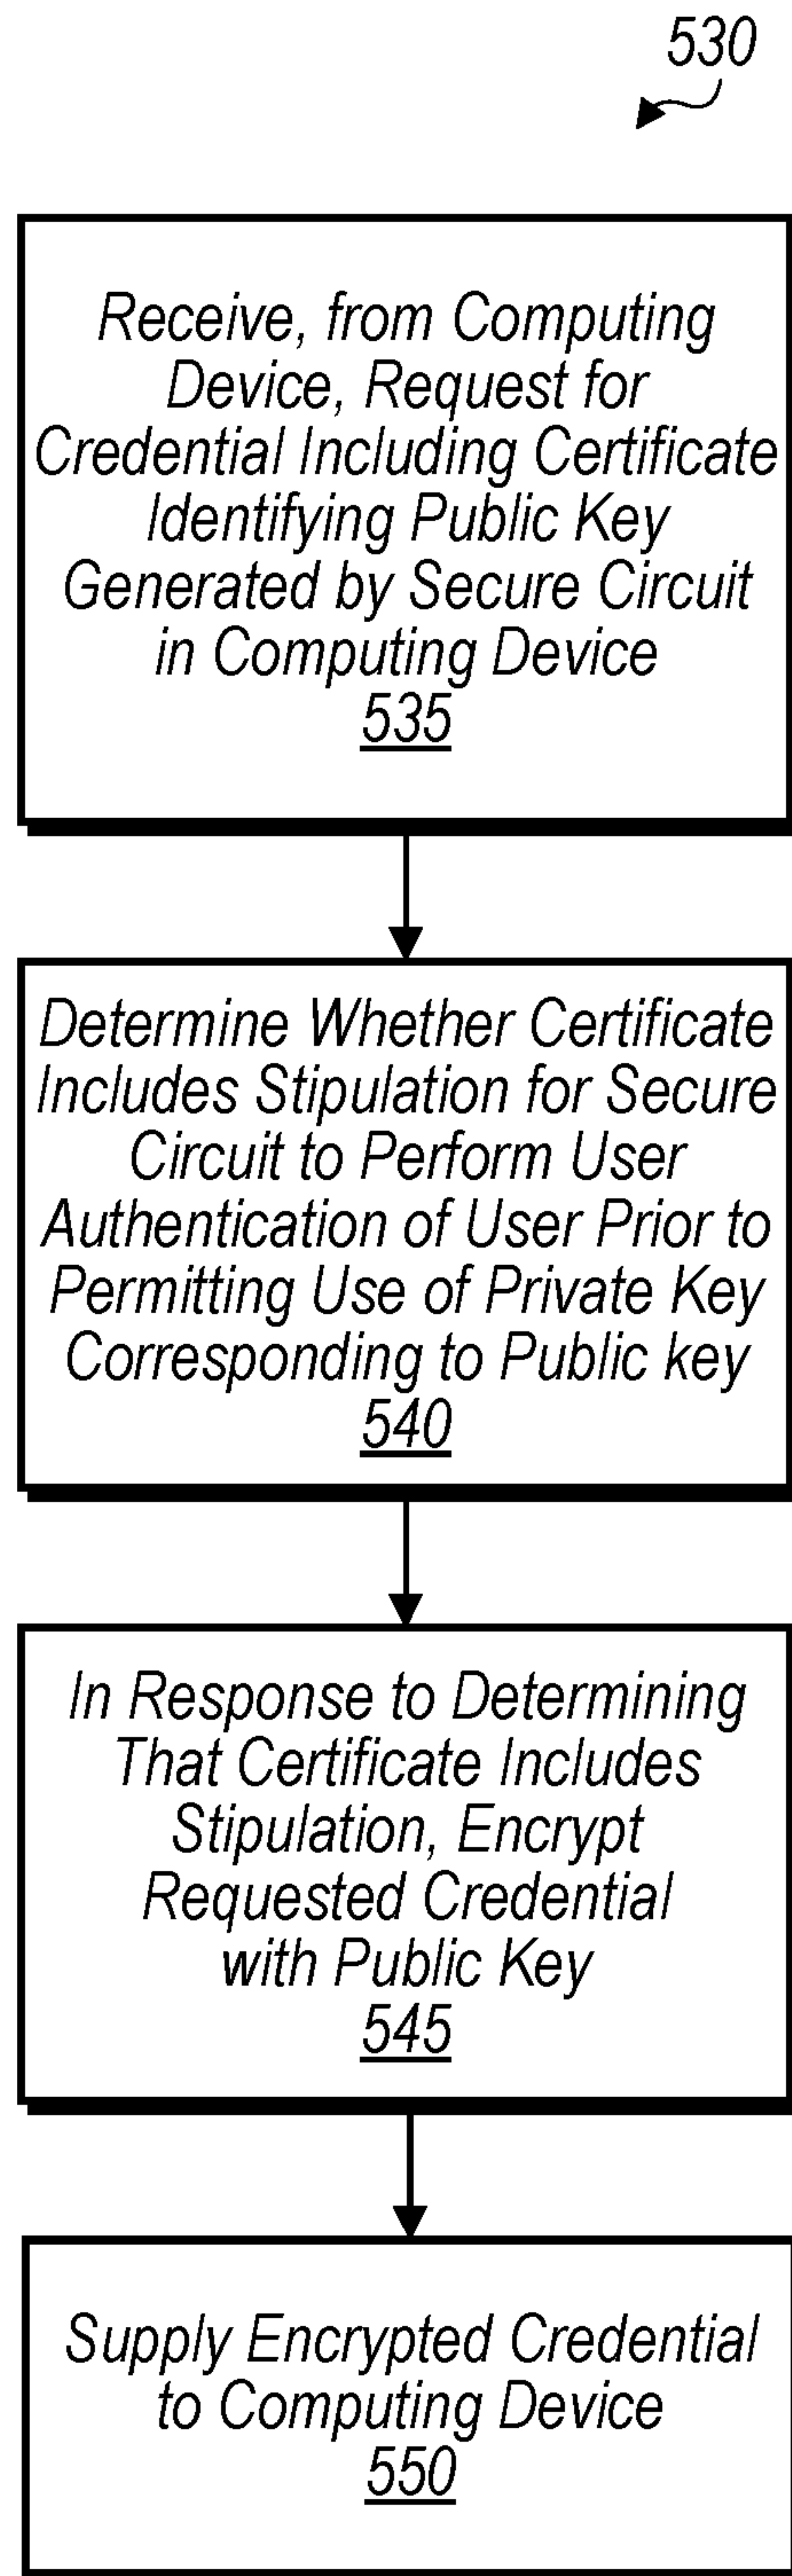 530
Receive, from Computing
Device, Request for
Credential Including Certificate
Identifying Public Key
Generated by Secure Circuit
in Computing Device
535
Determine Whether Certificate
Includes Stipulation for Secure
Circuit to Perform User
Authentication of User Prior to
Permitting Use of Private Key
Corresponding to Public key
540
In Response to Determining
That Certificate Includes
Stipulation, Encrypt
Requested Credential
with Public Key
545
Supply Encrypted Credential
to Computing Device
550